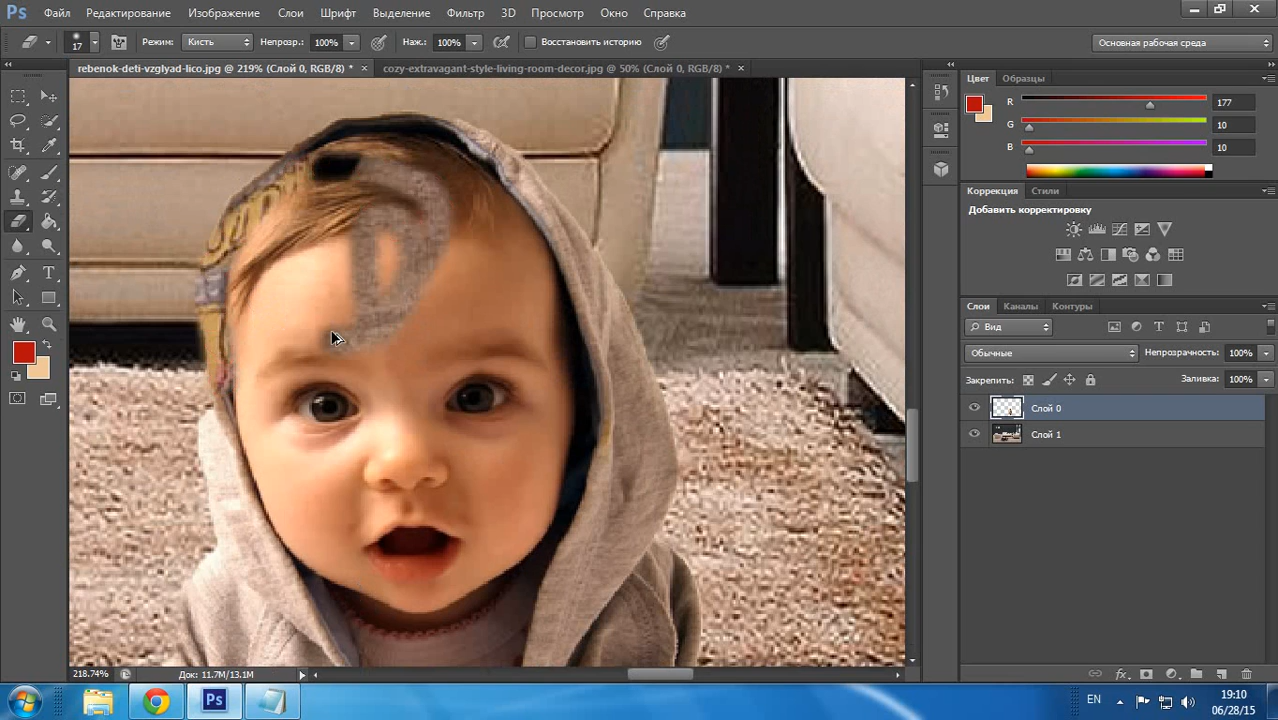 Ps Файл Редактирование Изображение Слои Шрифт Выделение Фильтр 3D Просмотр Окно Справка
17 Режим: Кисть Непрозр.: 100% Наж.: 100% Восстановить историю Основная рабочая среда
rebenok-deti-vzglyad-lico.jpg @ 219% (Слой 0, RGB/8) * × cozy-extravagant-style-living-room-decor.jpg @ 50% (Слой 0, RGB/8) * ×
Цвет Образцы
R 177
G 10
B 10
Коррекция Стили
Добавить корректировку
Слои Каналы Контуры
Вид
Обычные Непрозрачность: 100%
Закрепить: Заливка: 100%
Слой 0
Слой 1
fx
218.74% Док: 11.7M/13.1M
Ps EN 19:10
06/28/15